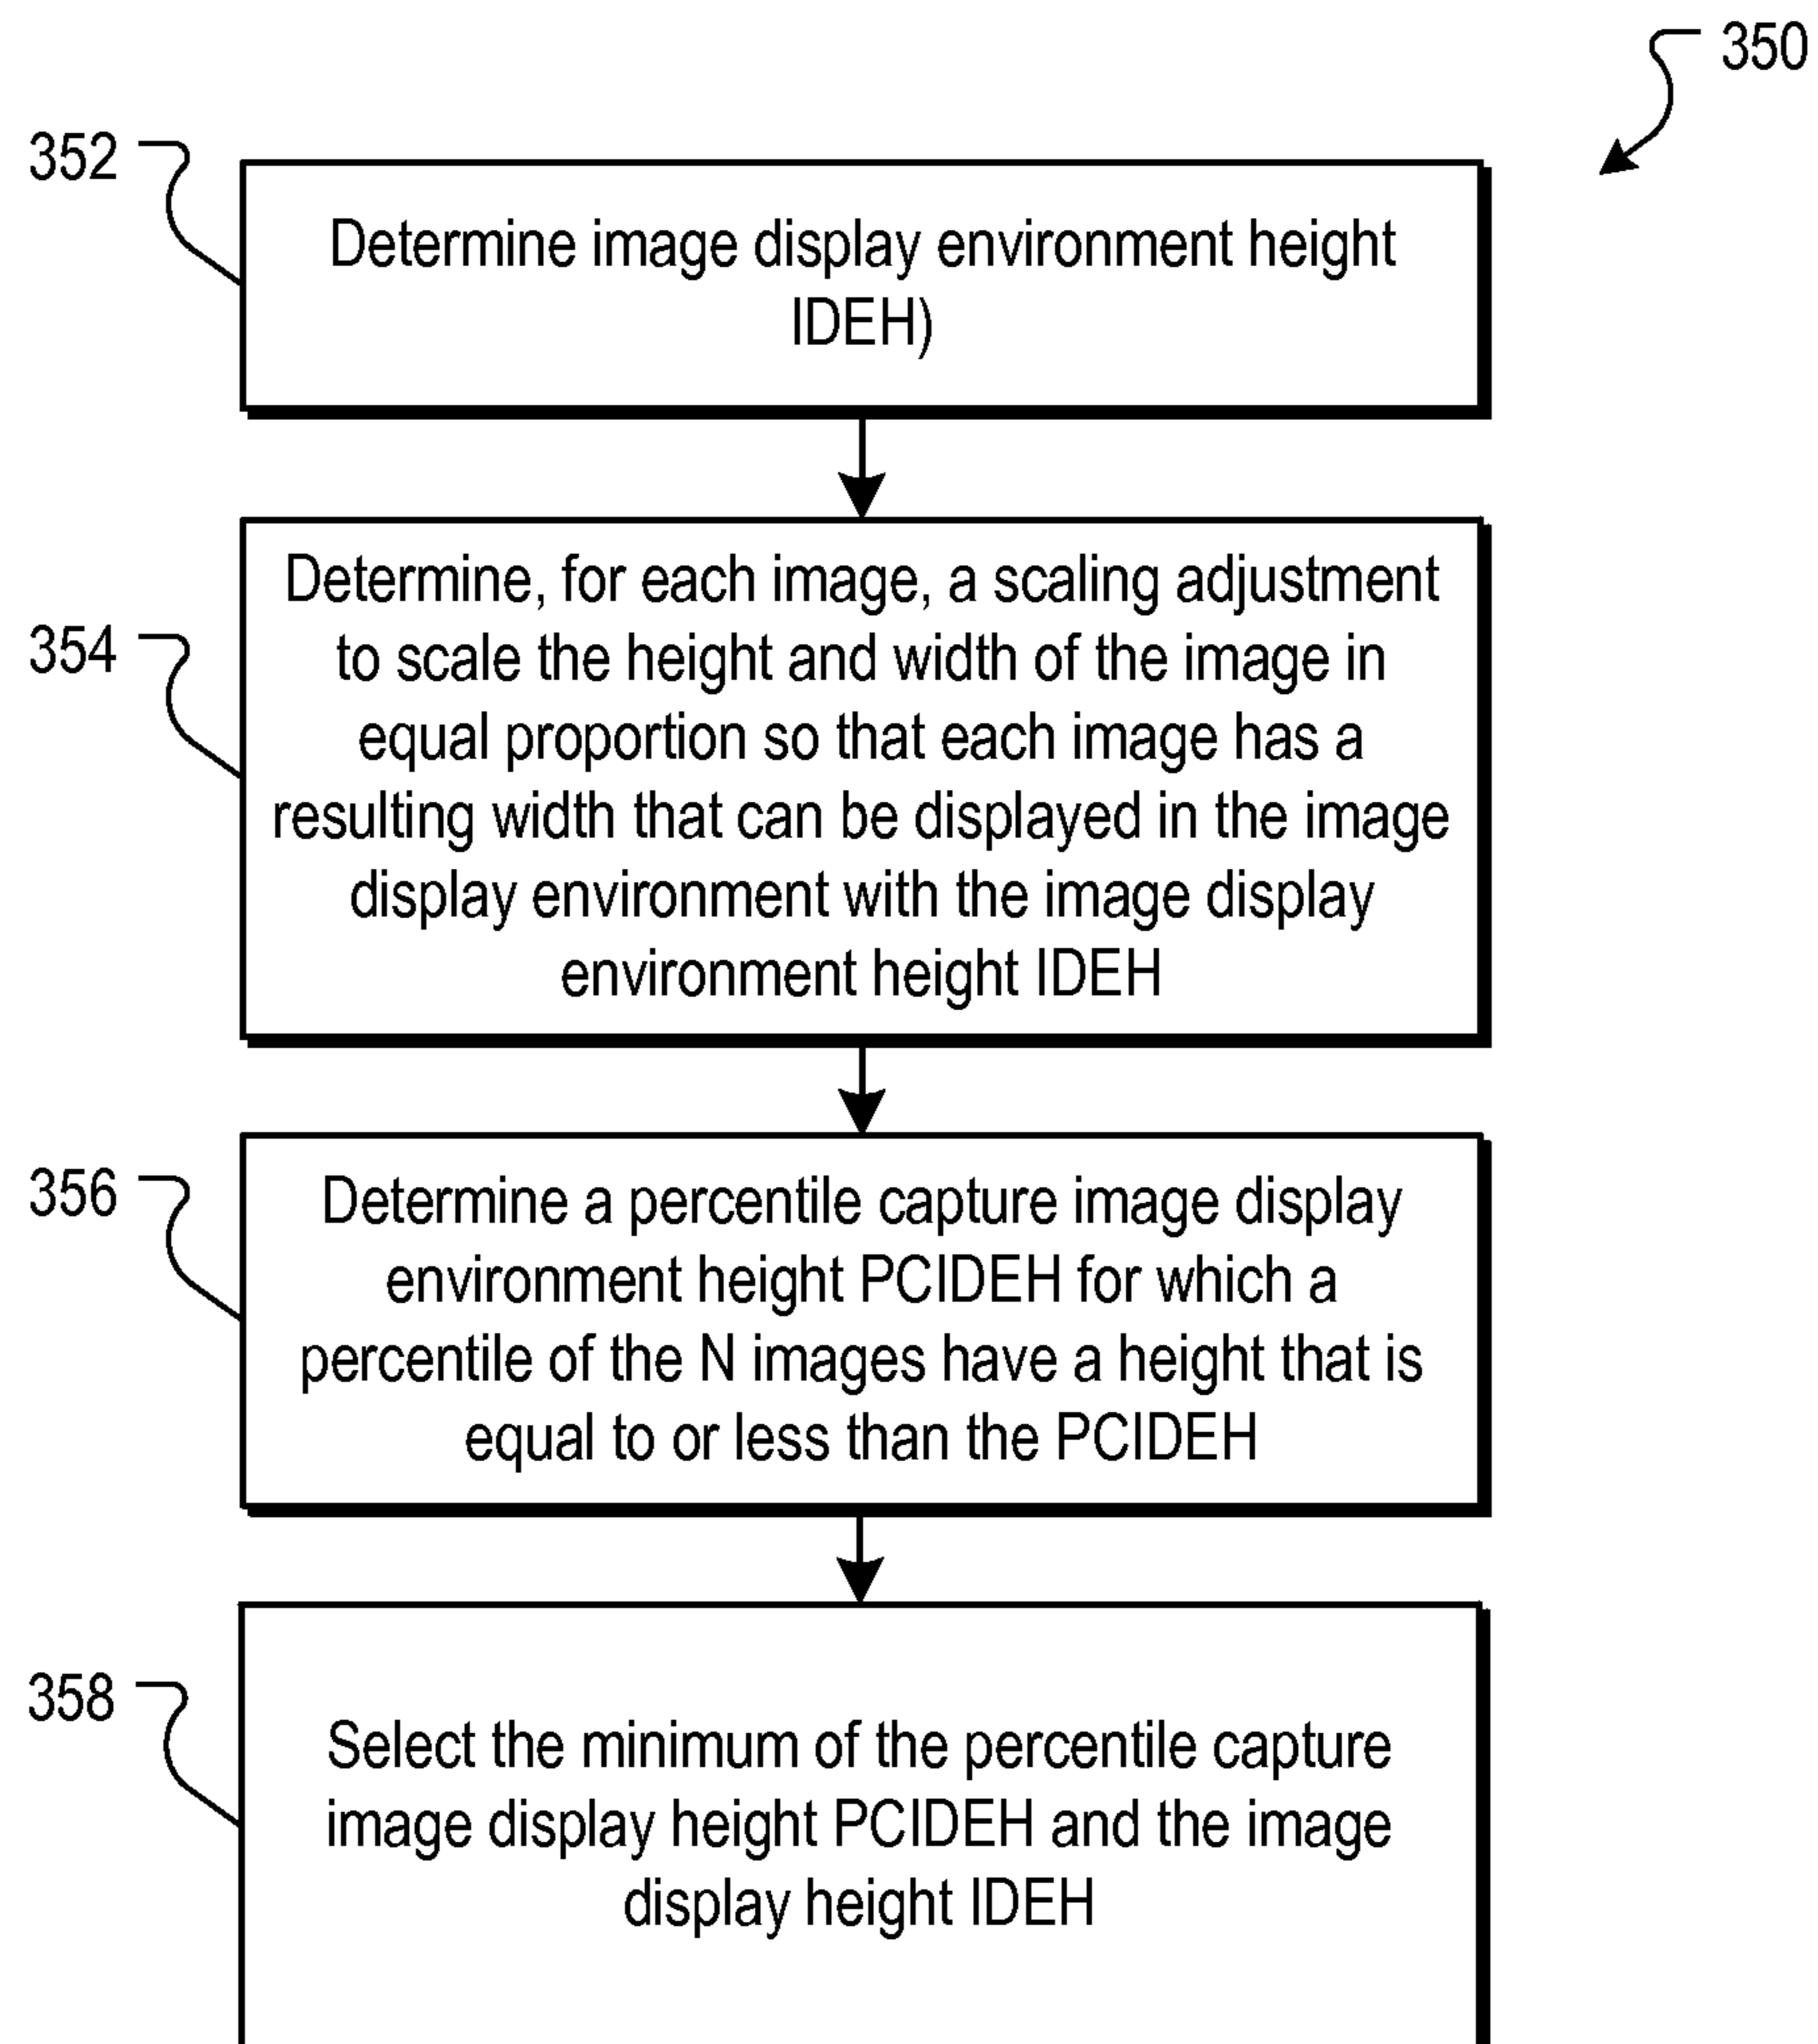 350
352
Determine image display environment height
IDEH)
354
Determine, for each image, a scaling adjustment
to scale the height and width of the image in
equal proportion so that each image has a
resulting width that can be displayed in the image
display environment with the image display
environment height IDEH
356
Determine a percentile capture image display
environment height PCIDEH for which a
percentile of the N images have a height that is
equal to or less than the PCIDEH
358
Select the minimum of the percentile capture
image display height PCIDEH and the image
display height IDEH